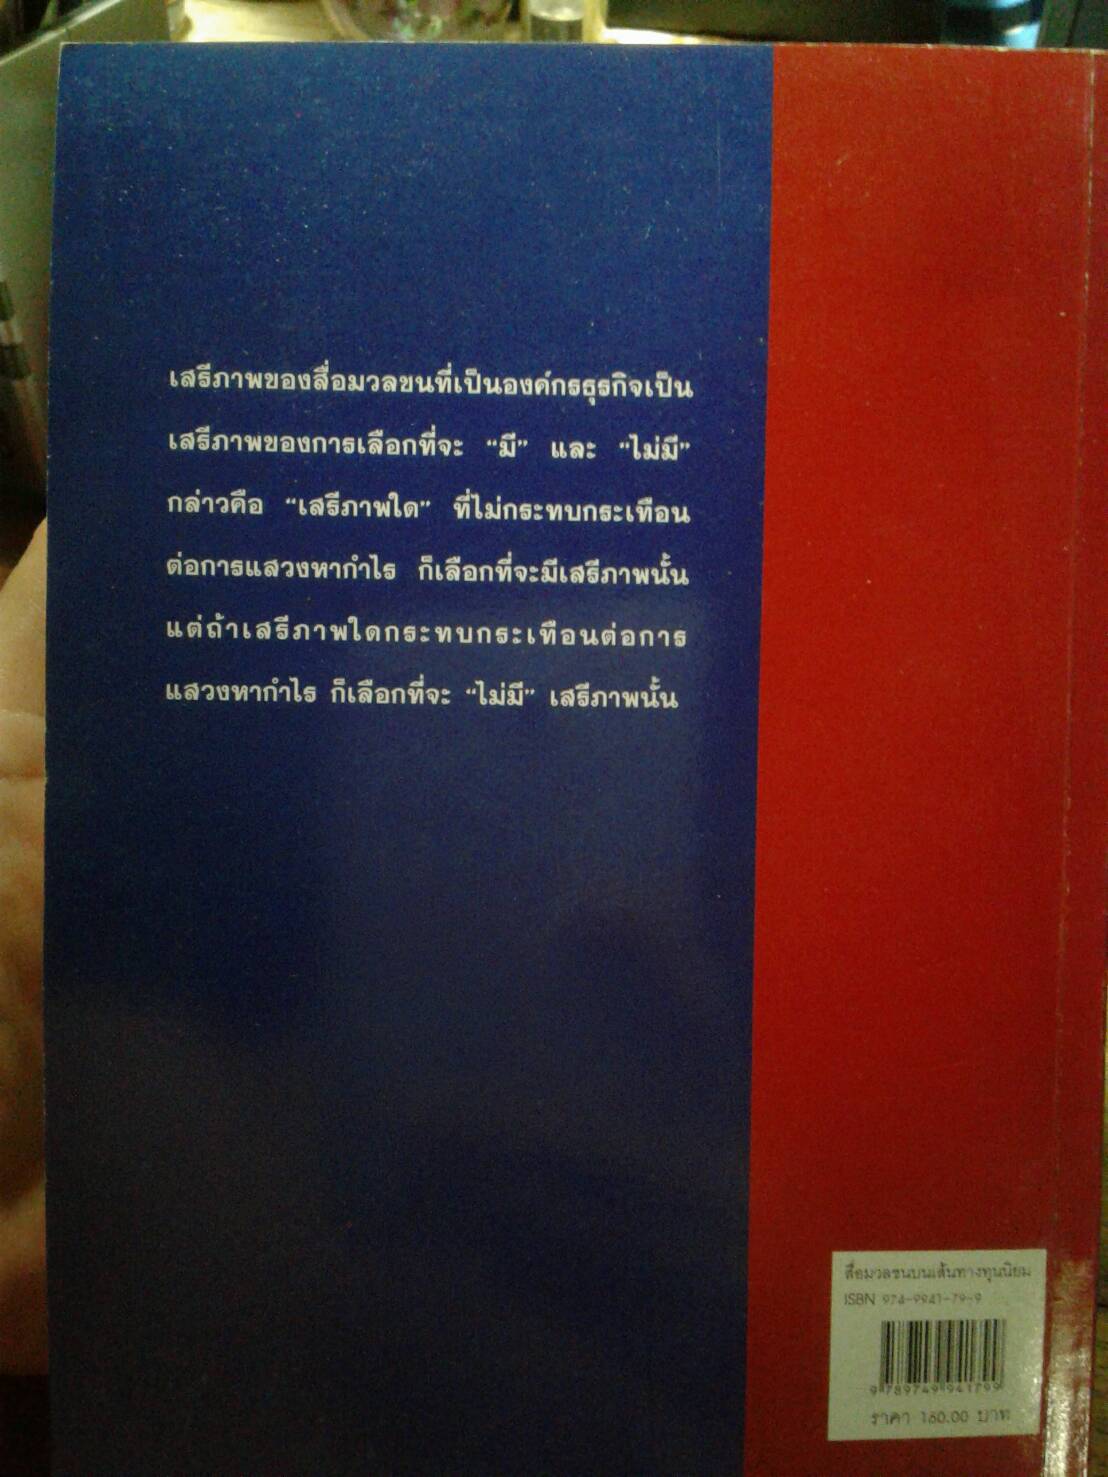 เสรีภาพของสื่อมวลชนที่เป็นองค์กรธุรกิจเป็น
เสรีภาพของการเลือกที่จะ “มี” และ “ไม่มี”
กล่าวคือ “เสรีภาพใด” ที่ไม่กระทบกระเทือน
ต่อการแสวงหากำไร ก็เลือกที่จะมีเสรีภาพนั้น
แต่ถ้าเสรีภาพใดกระทบกระเทือนต่อการ
แสวงหากำไร ก็เลือกที่จะ “ไม่มี” เสรีภาพนั้น
สื่อมวลชนบนเส้นทางทุนนิยม
ISBN 974-9941-79-9
9 789749 941799
ราคา 160.00 บาท